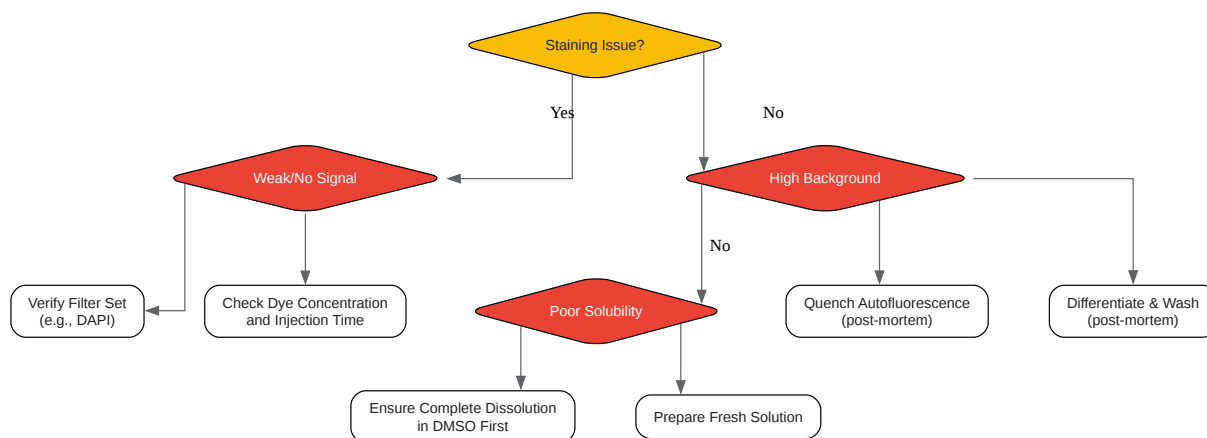 Staining Issue?
Yes
No
Weak/No Signal
High Background
No
Verify Filter Set
(e.g., DAPI)
Check Dye Concentration
and Injection Time
Poor Solubility
Quench Autofluorescence
(post-mortem)
Differentiate & Wash
(post-mortem)
Ensure Complete Dissolution
in DMSO First
Prepare Fresh Solution